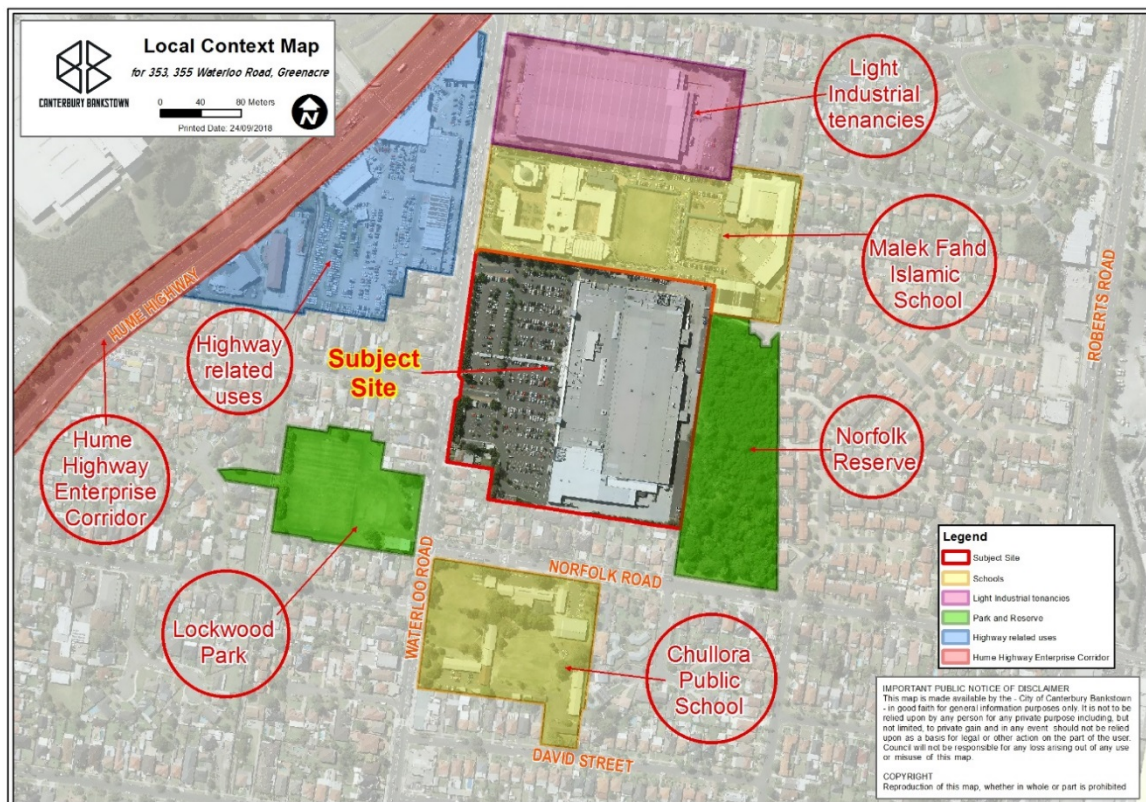 Local Context Map
for 353, 355 Waterloo Road, Greenacre
CANTERBURY BANKSTOWN
0 40 80 Meters
Printed Date: 24/09/2018
N
Light
Industrial
tenancies
Malek Fahd
Islamic
School
ROBERTS ROAD
HUME HIGHWAY
Highway
related
uses
Subject
Site
Hume
Highway
Enterprise
Corridor
Norfolk
Reserve
Lockwood
Park
WATERLOO ROAD
NORFOLK ROAD
Chullora
Public
School
DAVID STREET
Legend
Subject Site
Schools
Light Industrial tenancies
Park and Reserve
Highway related uses
Hume Highway Enterprise Corridor
IMPORTANT PUBLIC NOTICE OF DISCLAIMER
This map is made available by the - City of Canterbury Bankstown
- in good faith for general information purposes only. It is not to be
relied upon by any person for any private purpose including, but
not limited, to private gain and in any event should not be relied
upon as a basis for legal or other action on the part of the user.
Council will not be responsible for any loss arising out of any use
or misuse of this map.
COPYRIGHT
Reproduction of this map, whether in whole or part is prohibited